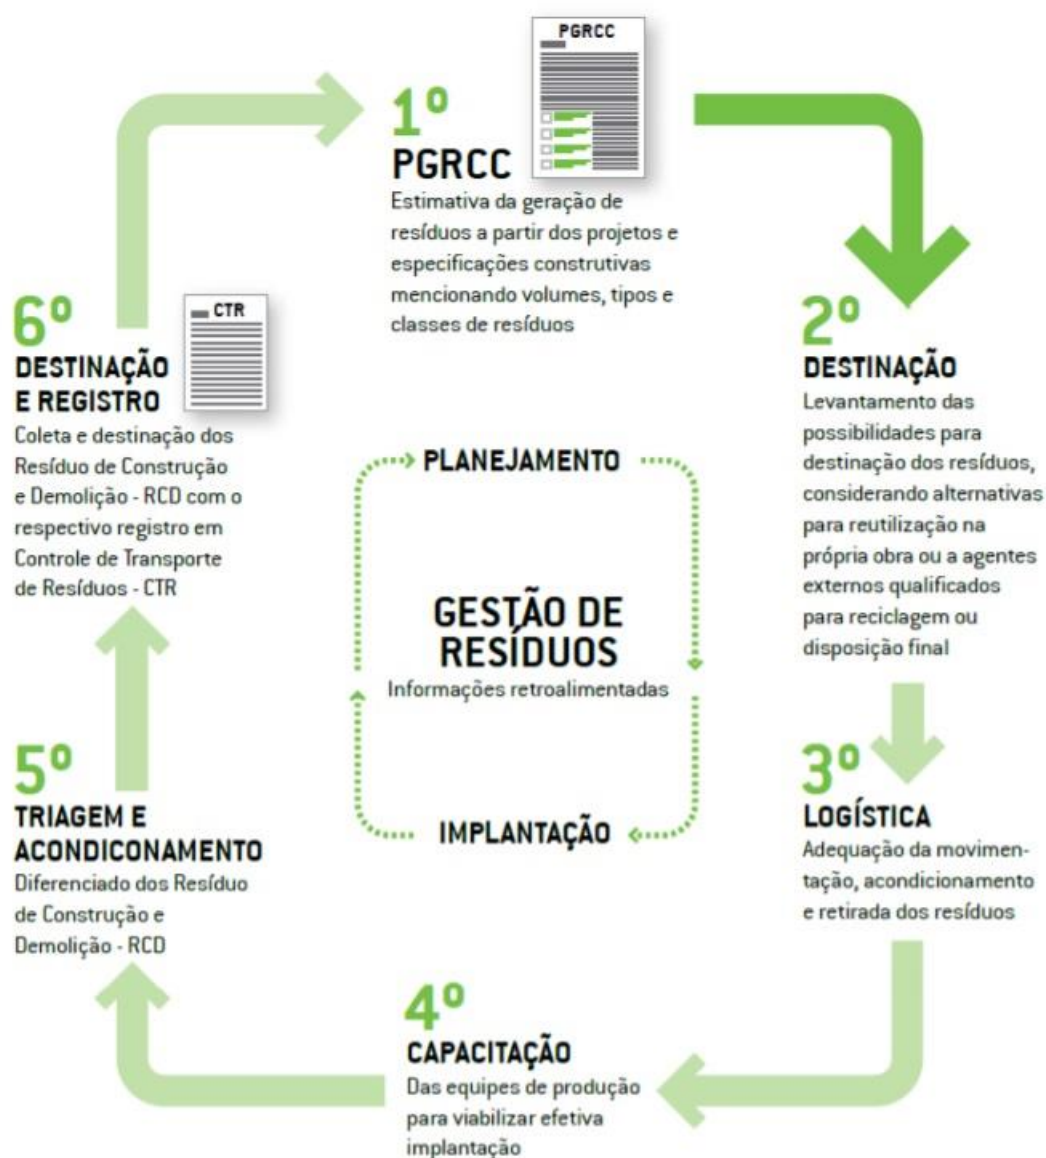 PGRCC
1º
PGRCC
Estimativa da geração de
resíduos a partir dos projetos e
especificações construtivas
mencionando volumes, tipos e
classes de resíduos
2º
DESTINAÇÃO
Levantamento das
possibilidades para
destinação dos resíduos,
considerando alternativas
para reutilização na
própria obra ou a agentes
externos qualificados
para reciclagem ou
disposição final
3º
LOGÍSTICA
Adequação da movimen-
tação, acondicionamento
e retirada dos resíduos
4º
CAPACITAÇÃO
Das equipes de produção
para viabilizar efetiva
implantação
5º
TRIAGEM E
ACONDICONAMENTO
Diferenciado dos Resíduo
de Construção e
Demolição - RCD
6º
CTR
DESTINAÇÃO
E REGISTRO
Coleta e destinação dos
Resíduo de Construção
e Demolição - RCD com o
respectivo registro em
Controle de Transporte
de Resíduos - CTR
PLANEJAMENTO
GESTÃO DE
RESÍDUOS
Informações retroalimentadas
IMPLANTAÇÃO